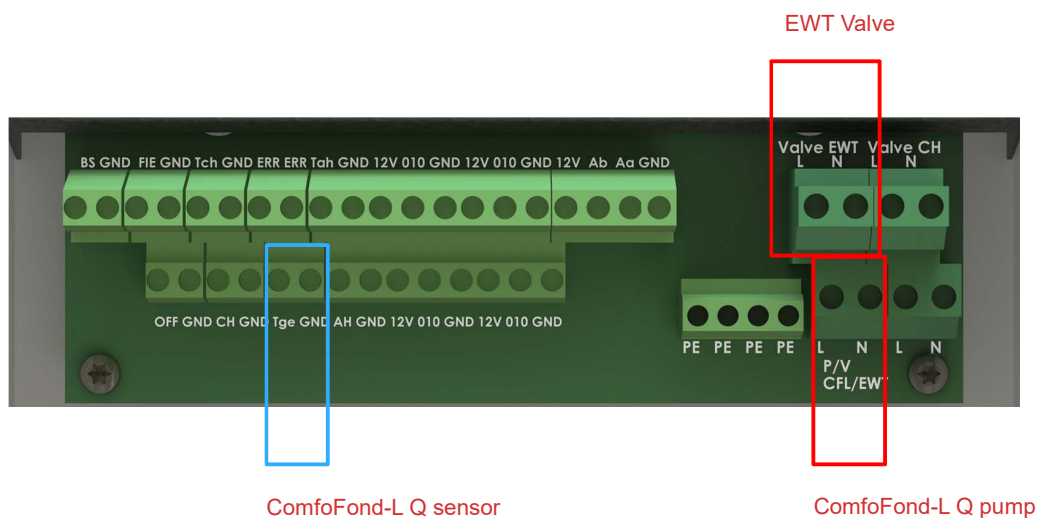 EWT Valve
Valve EWT Valve CH
L N L N
BS GND FIE GND Tch GND ERR ERR Tah GND 12V 010 GND 12V 010 GND 12V Ab Aa GND
OFF GND CH GND Tge GND AH GND 12V 010 GND 12V 010 GND
PE PE PE PE L N L N
P/V
CFL/EWT
ComfoFond-L Q sensor
ComfoFond-L Q pump